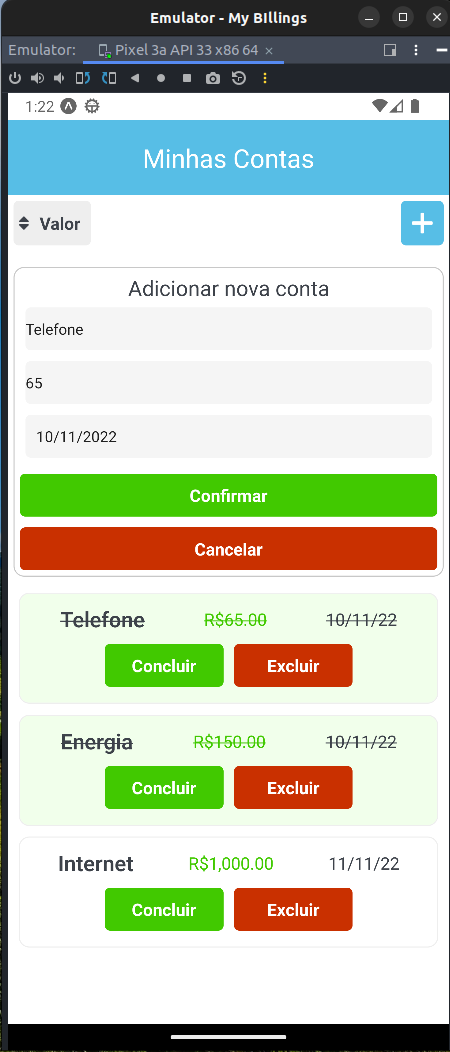 Emulator - My BIllings
Emulator: Pixel 3a API 33 x86 64
1:22
Minhas Contas
Valor
Adicionar nova conta
Telefone
65
10/11/2022
Confirmar
Cancelar
Telefone R$65.00 10/11/22
Concluir Excluir
Energia R$150.00 10/11/22
Concluir Excluir
Internet R$1,000.00 11/11/22
Concluir Excluir